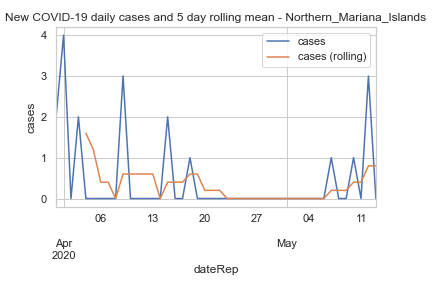 New COVID-19 daily cases and 5 day rolling mean - Northern_Mariana_Islands
cases
cases (rolling)
4
3
2
1
0
cases
06
13
20
27
04
11
Apr
2020
May
dateRep